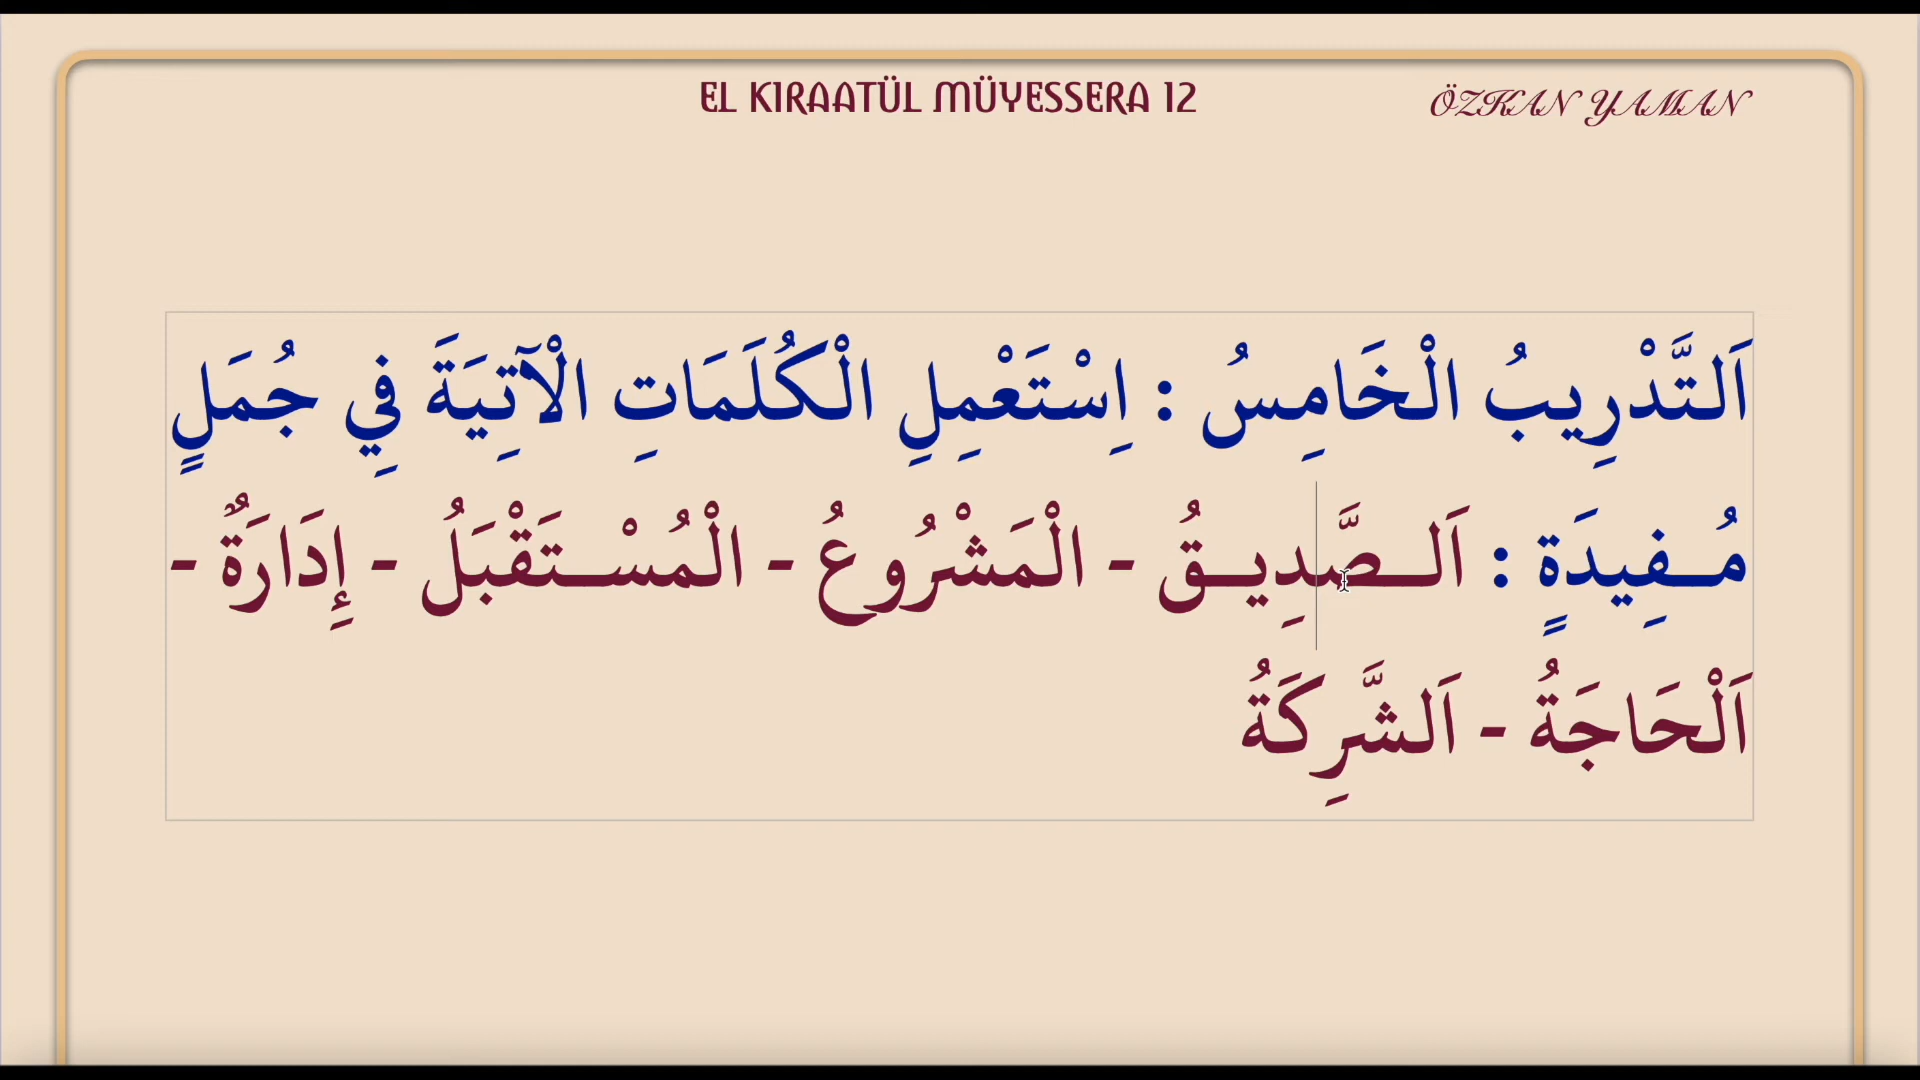 EL KIRAATÜL MÜYESSERA 12
ÖZKAN YAMAN
اَلتَّدْرِيبُ الْخَامِسُ : اِسْتَعْمِلِ الْكُلَمَاتِ الْآتِيَةَ فِي جُمَلٍ
مُـفِيدَةٍ : اَلـصَّدِيـقُ - الْمَشْرُوعُ - الْمُسْـتَقْبَلُ - إِدَارَةٌ -
اَلْحَاجَةُ - اَلشَّرِكَةُ